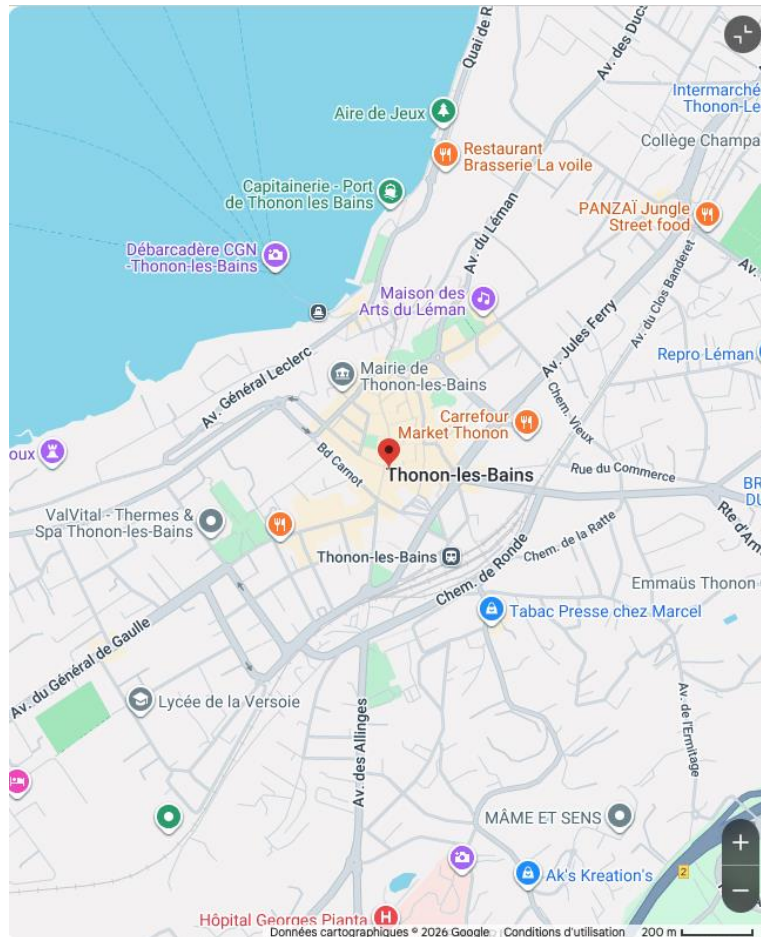 Quai de R
Av. des Ducs
Intermarché
Thonon-Le
Aire de Jeux
Collège Champa
Restaurant
Brasserie La voile
Capitainerie - Port
de Thonon les Bains
PANZAÏ Jungle
Street food
Débarcadère CGN
-Thonon-les-Bains
Av. du Léman
Av.
Maison des
Arts du Léman
Av. du Clos Banderet
Av. Jules Ferry
Repro Léman
Av. Général Leclerc
Mairie de
Thonon-les-Bains
Chem. Vieux
Carrefour
Market Thonon
oux
Bd Carnot
Thonon-les-Bains
Rue du Commerce
BR
DU
ValVital - Thermes &
Spa Thonon-les-Bains
Rte d'Arm
Thonon-les-Bains
Chem. de la Ratte
Chem. de Ronde
Emmaüs Thonon-
Tabac Presse chez Marcel
Av. du Général de Gaulle
Lycée de la Versoie
Av. de l'Ermitage
Av. des Allinges
MÂME ET SENS
+
2
Ak's Kreation's
−
Hôpital Georges Pianta
H
Données cartographiques © 2026 Google Conditions d'utilisation 200 m